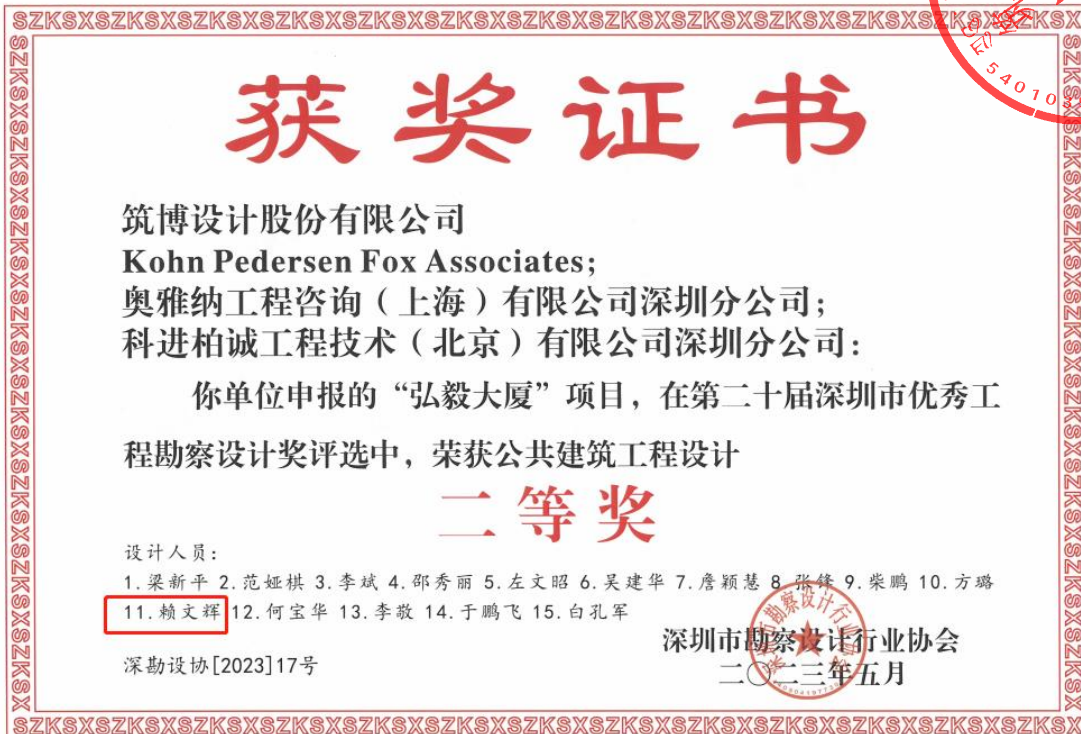 SZKSXSZKSXSZKSXSZKSXSZKSXSZKSXSZKSXSZKSXSZKSXSZKSX
540103
获奖证书
筑博设计股份有限公司
Kohn Pedersen Fox Associates;
奥雅纳工程咨询（上海）有限公司深圳分公司；
科进柏诚工程技术（北京）有限公司深圳分公司：
你单位申报的“弘毅大厦”项目，在第二十届深圳市优秀工
程勘察设计奖评选中，荣获公共建筑工程设计
二等奖
设计人员：
1.梁新平 2.范娅棋 3.李斌 4.邵秀丽 5.左文昭 6.吴建华 7.詹颖慧 8.张锋 9.柴鹏 10.方璐
11.赖文辉 12.何宝华 13.李敬 14.于鹏飞 15.白孔军
深圳市勘察设计行业协会
深勘设协[2023]17号
二〇二三年五月